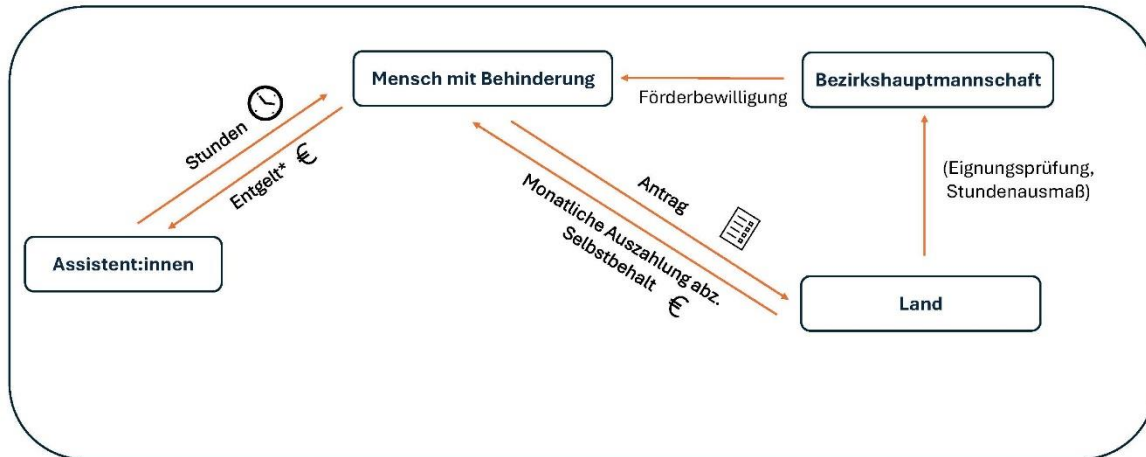 Mensch mit Behinderung
Bezirkshauptmannschaft
Förderbewilligung
Stunden
Entgelt* €
(Eignungsprüfung,
Stundenausmaß)
Antrag
Monatliche Auszahlung abz.
Selbstbehalt €
Assistent:innen
Land